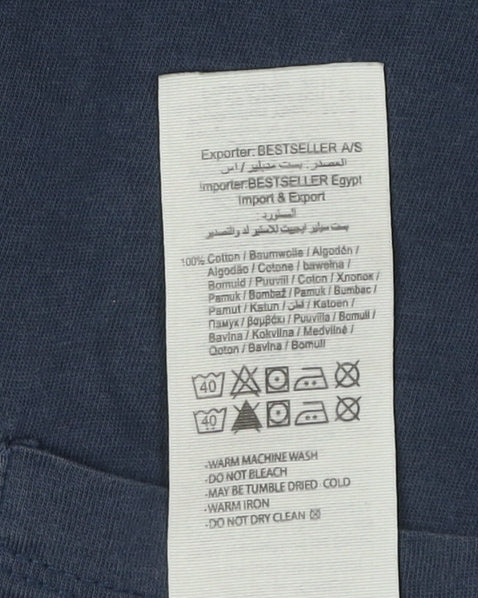 Exporter: BESTSELLER A/S
المصدر: بست سيلير / اس
Importer:BESTSELLER Egypt
Import & Export
المستورد:
بست سيلير ايجيبت للاستيراد والتصدير
100% Cotton / Baumwolle / Algodón /
Algodão / Cotone / bawełna /
Bomuld / Puuvill / Coton / Хлопок /
Pamuk / Bombaž / Pamuk / Bumbac /
Pamut / Katun / قطن / Katoen /
Памук / βαμβάκι / Puuvilla / Bomull /
Bavlna / Kokvilna / Medvilnė /
Qoton / Bavlna / Bomull
40
40
-WARM MACHINE WASH
-DO NOT BLEACH
-MAY BE TUMBLE DRIED COLD
-WARM IRON
-DO NOT DRY CLEAN